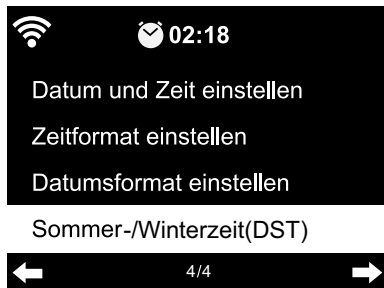 02:18
Datum und Zeit einstellen
Zeitformat einstellen
Datumsformat einstellen
Sommer-/Winterzeit(DST)
4/4